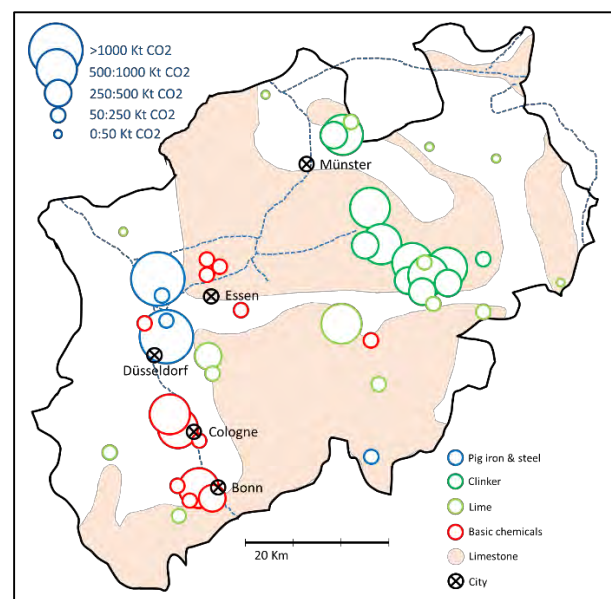 >1000 Kt CO2
500:1000 Kt CO2
250:500 Kt CO2
50:250 Kt CO2
0:50 Kt CO2
Münster
Essen
Düsseldorf
Cologne
Bonn
Pig iron & steel
Clinker
Lime
Basic chemicals
Limestone
City
20 Km